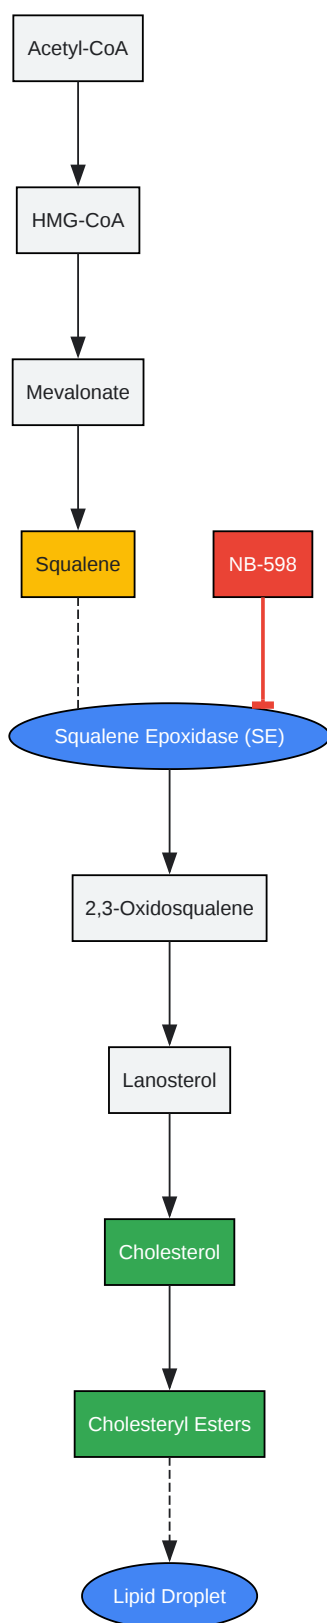 Acetyl-CoA
HMG-CoA
Mevalonate
Squalene
NB-598
Squalene Epoxidase (SE)
2,3-Oxidosqualene
Lanosterol
Cholesterol
Cholesteryl Esters
Lipid Droplet